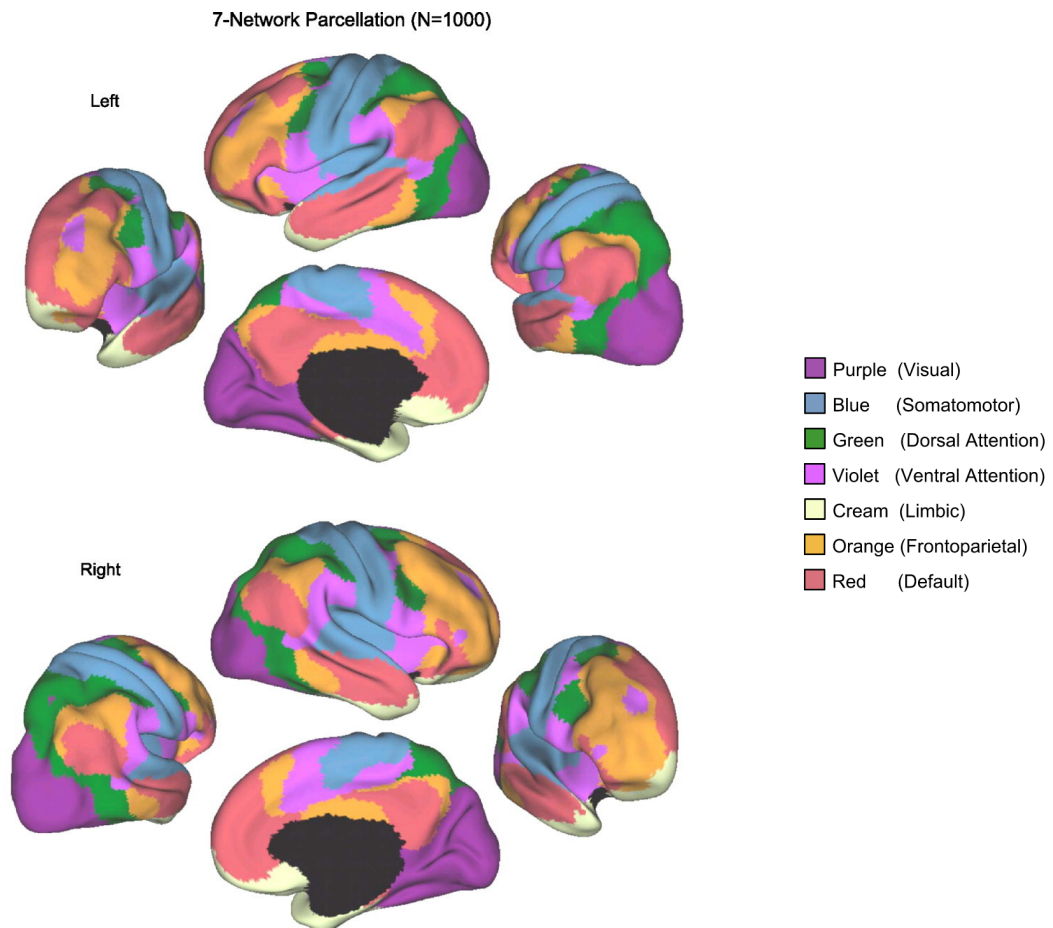 7-Network Parcellation (N=1000)
Left
Purple (Visual)
Blue (Somatomotor)
Green (Dorsal Attention)
Violet (Ventral Attention)
Cream (Limbic)
Orange (Frontoparietal)
Red (Default)
Right